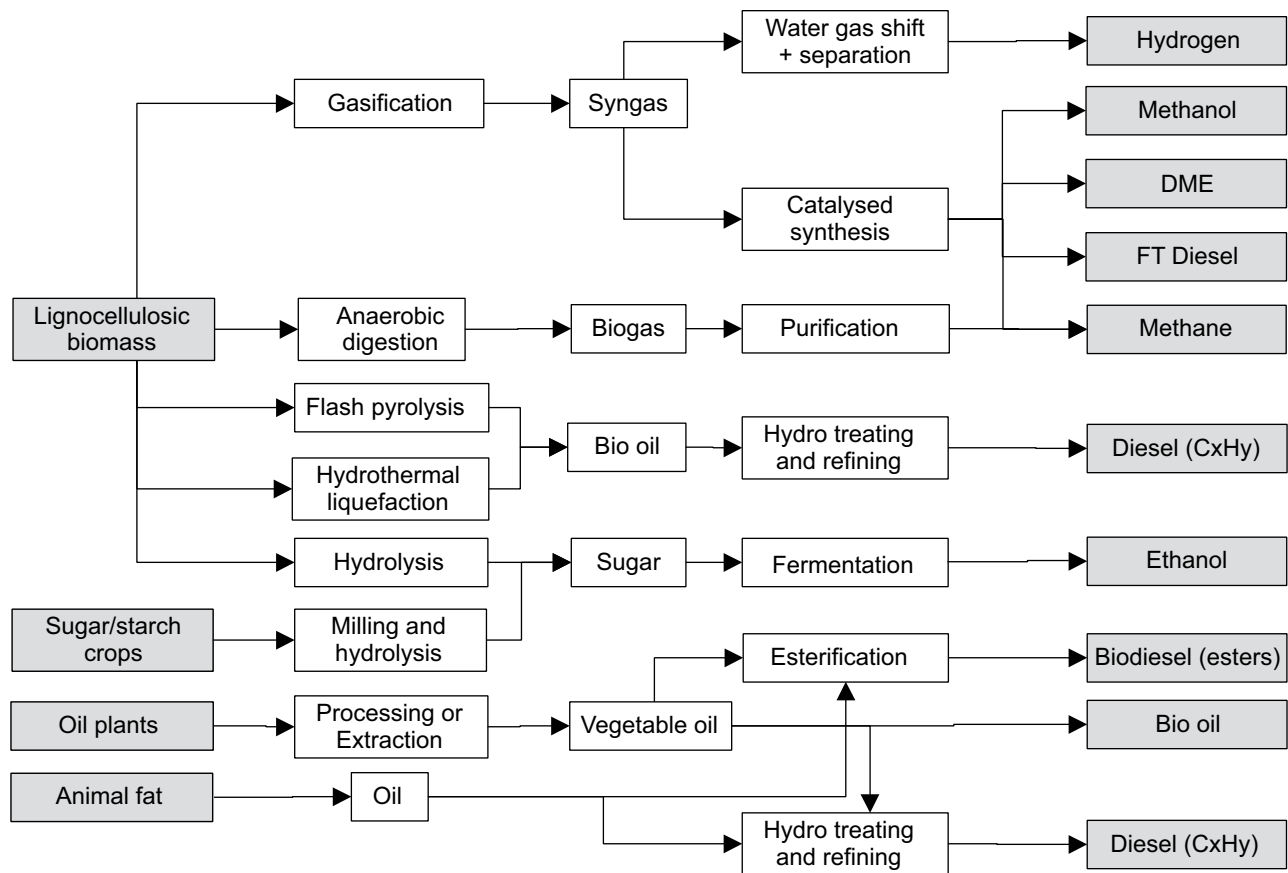 Water gas shift
+ separation
Hydrogen
Gasification
Syngas
Methanol
DME
Catalysed
synthesis
FT Diesel
Lignocellulosic
biomass
Anaerobic
digestion
Biogas
Purification
Methane
Flash pyrolysis
Bio oil
Hydro treating
and refining
Diesel (CxHy)
Hydrothermal
liquefaction
Hydrolysis
Sugar
Fermentation
Ethanol
Sugar/starch
crops
Milling and
hydrolysis
Esterification
Biodiesel (esters)
Oil plants
Processing or
Extraction
Vegetable oil
Bio oil
Animal fat
Oil
Hydro treating
and refining
Diesel (CxHy)